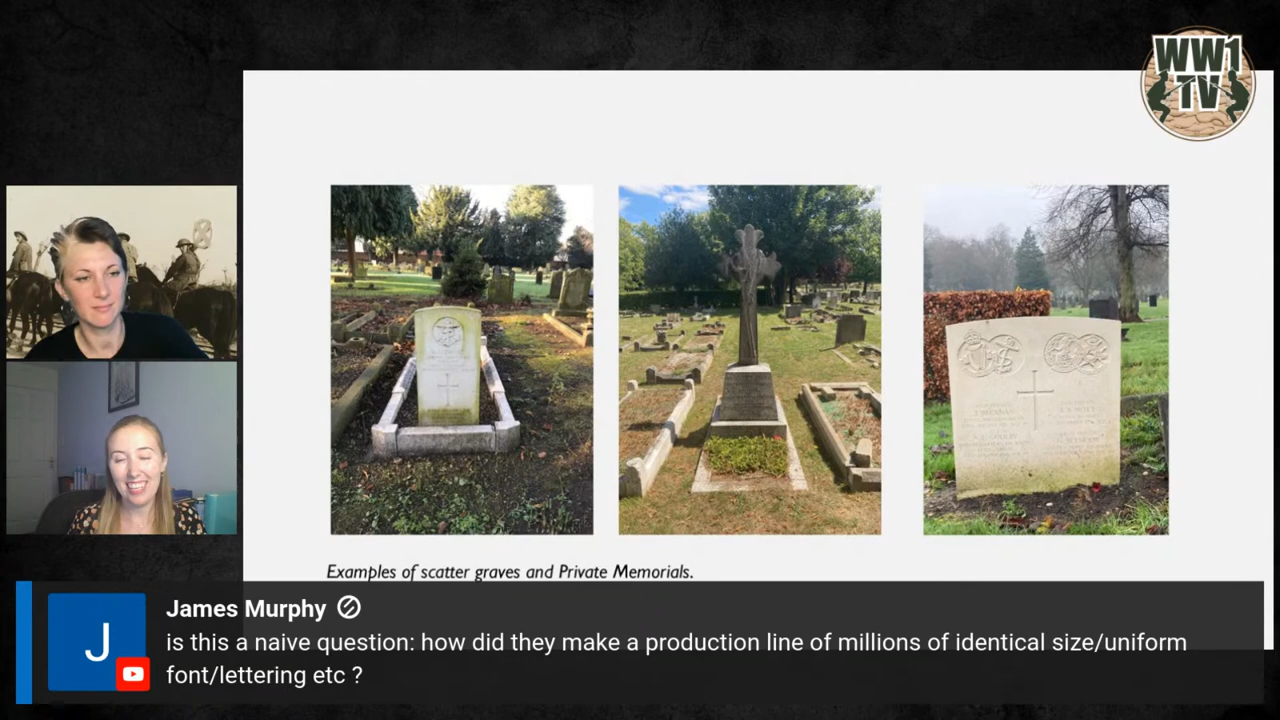 WW1
TV
Examples of scatter graves and Private Memorials.
J
James Murphy
is this a naive question: how did they make a production line of millions of identical size/uniform
font/lettering etc ?